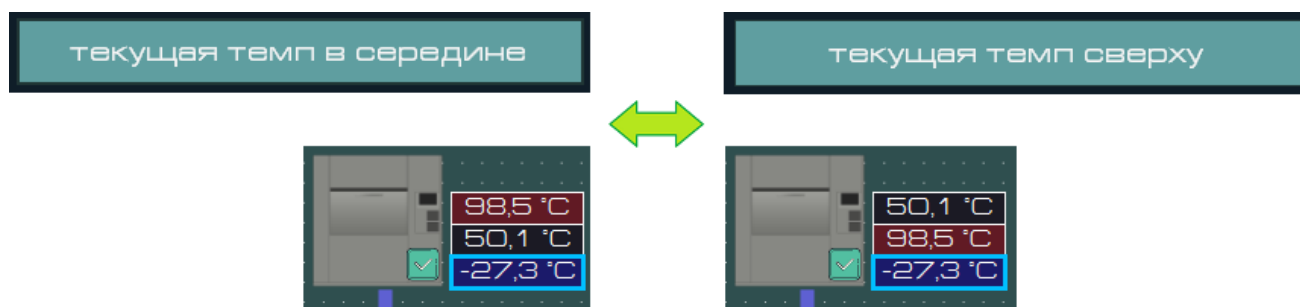 текущая темп в середине
текущая темп сверху
98,5 °C
50,1 °C
-27,3 °C
50,1 °C
98,5 °C
-27,3 °C